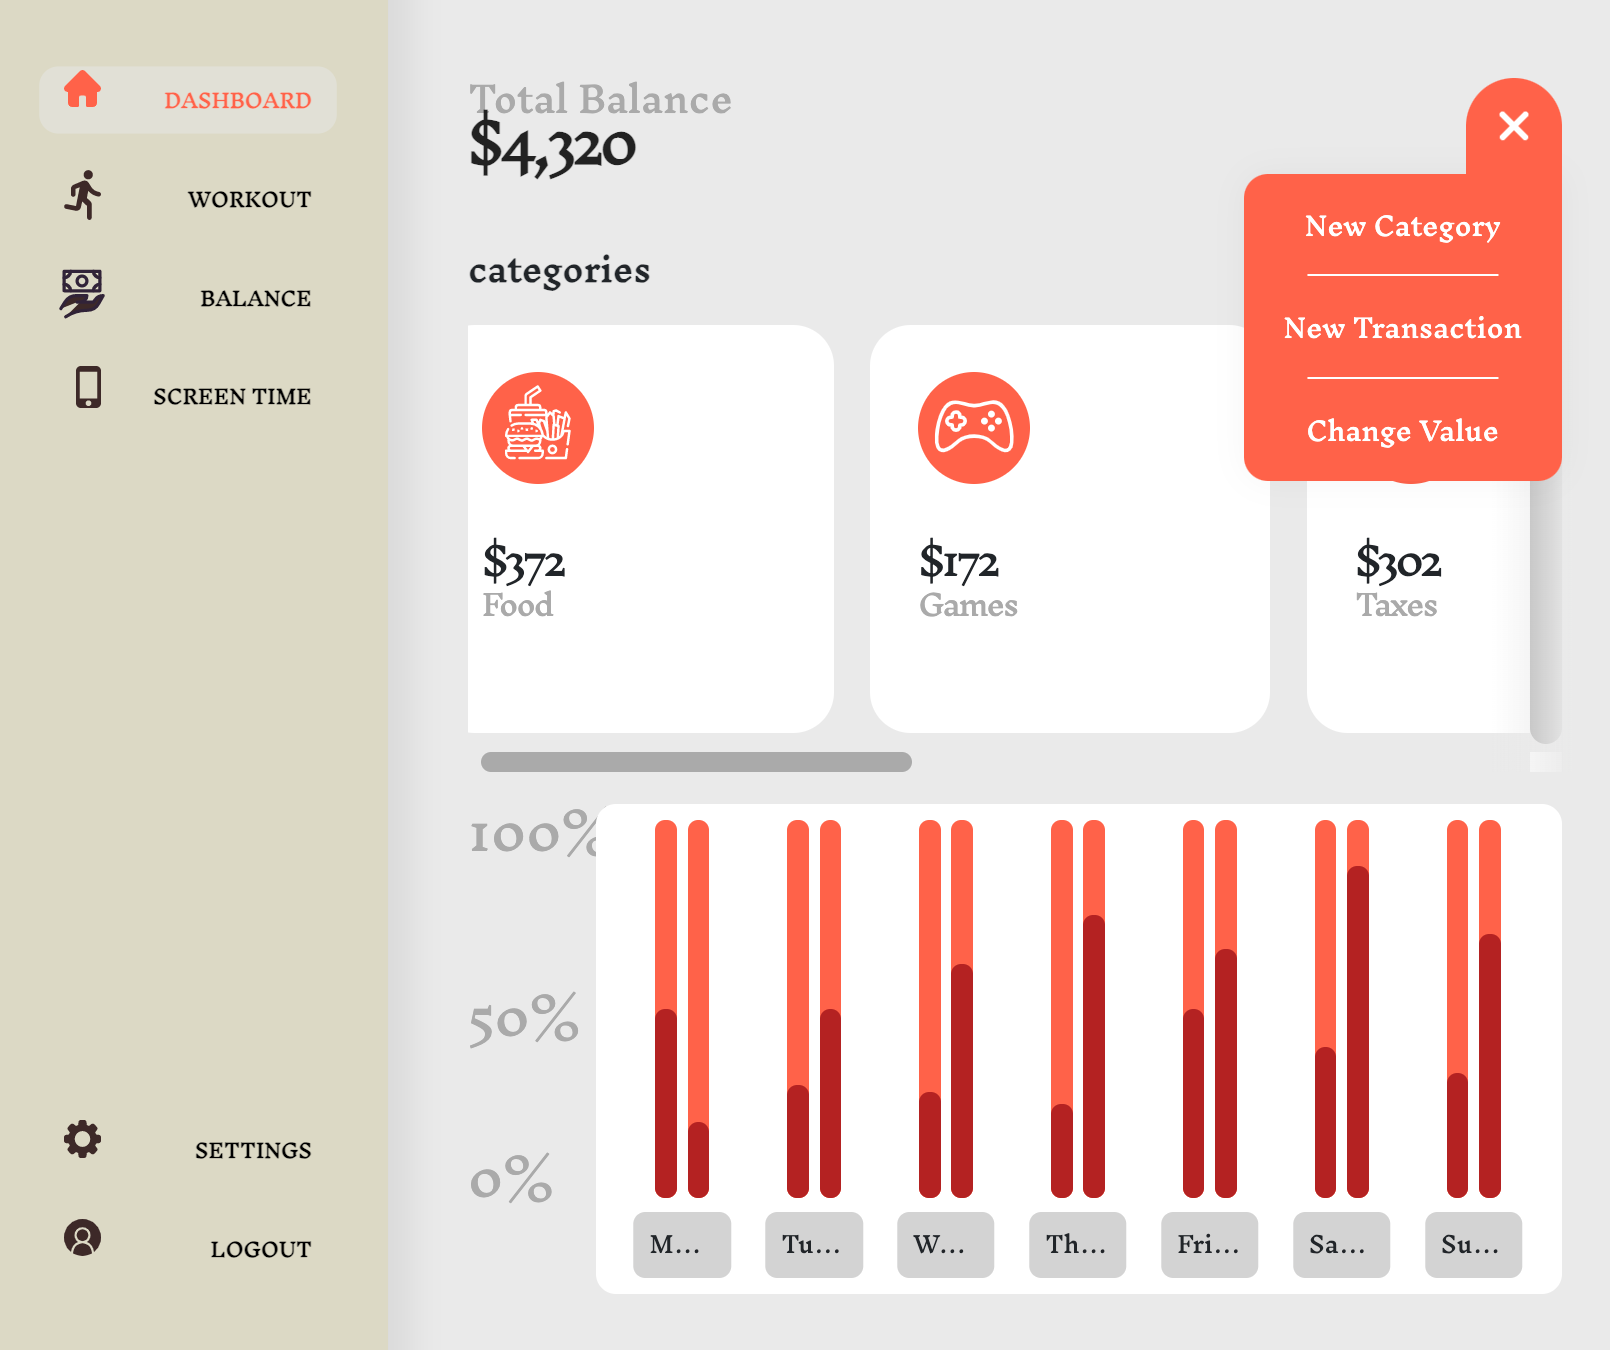 DASHBOARD
WORKOUT
BALANCE
SCREEN TIME
SETTINGS
LOGOUT
Total Balance
$4,320
categories
New Category
New Transaction
Change Value
$372
Food
$172
Games
$302
Taxes
100%
50%
0%
M...
Tu...
W...
Th...
Fri...
Sa...
Su...